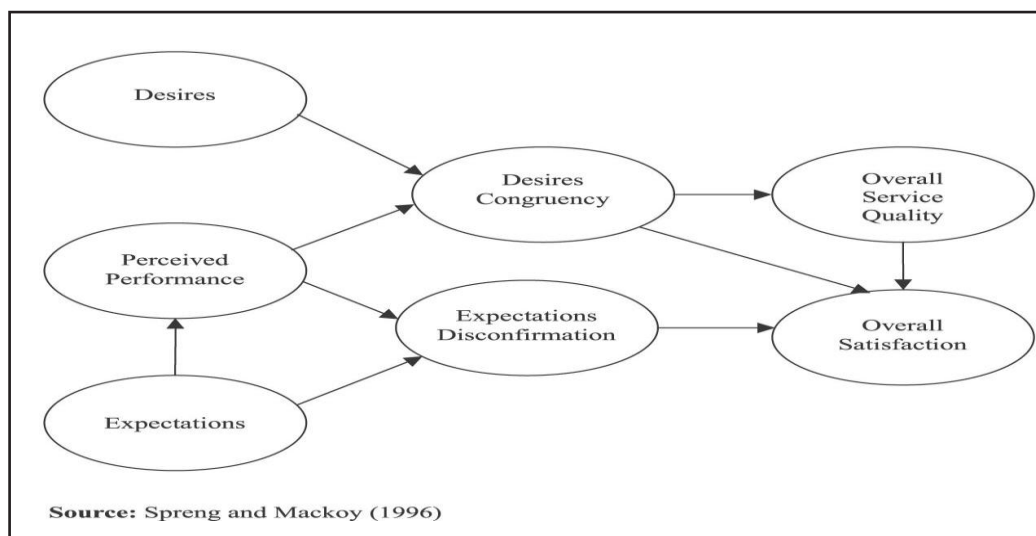 Desires
Desires
Congruency
Overall
Service
Quality
Perceived
Performance
Expectations
Disconfirmation
Overall
Satisfaction
Expectations
Source: Spreng and Mackoy (1996)